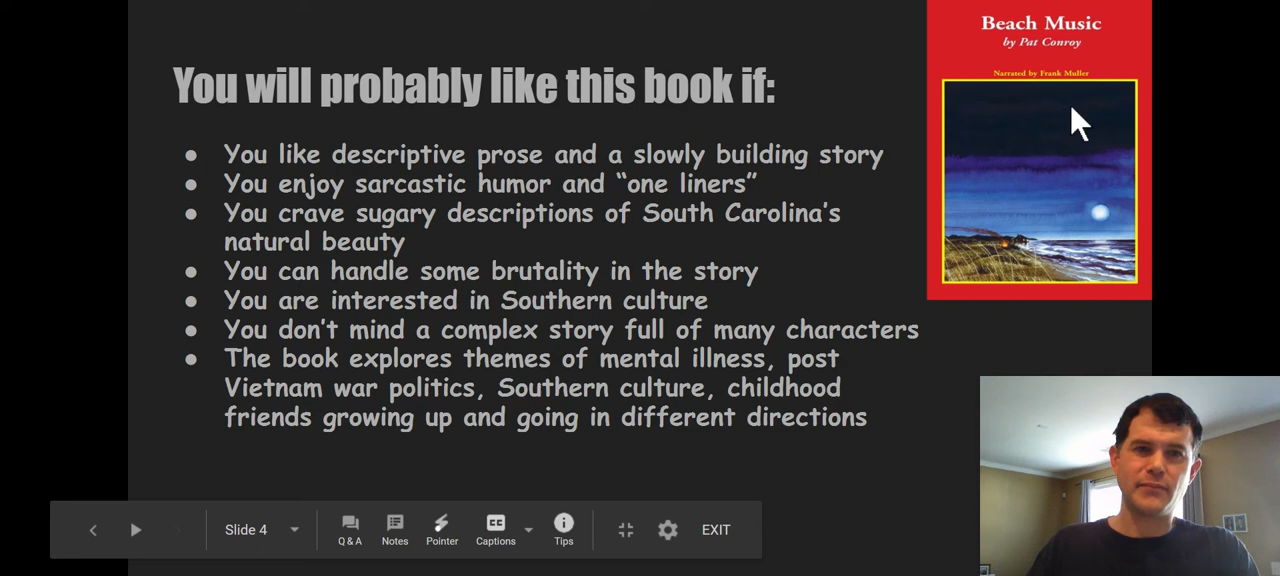 Beach Music
by Pat Conroy
Narrated by Frank Muller
You will probably like this book if:
● You like descriptive prose and a slowly building story
● You enjoy sarcastic humor and “one liners”
● You crave sugary descriptions of South Carolina’s
natural beauty
● You can handle some brutality in the story
● You are interested in Southern culture
● You don’t mind a complex story full of many characters
● The book explores themes of mental illness, post
Vietnam war politics, Southern culture, childhood
friends growing up and going in different directions
Slide 4
Q & A
Notes
Pointer
CC
Captions
Tips
EXIT